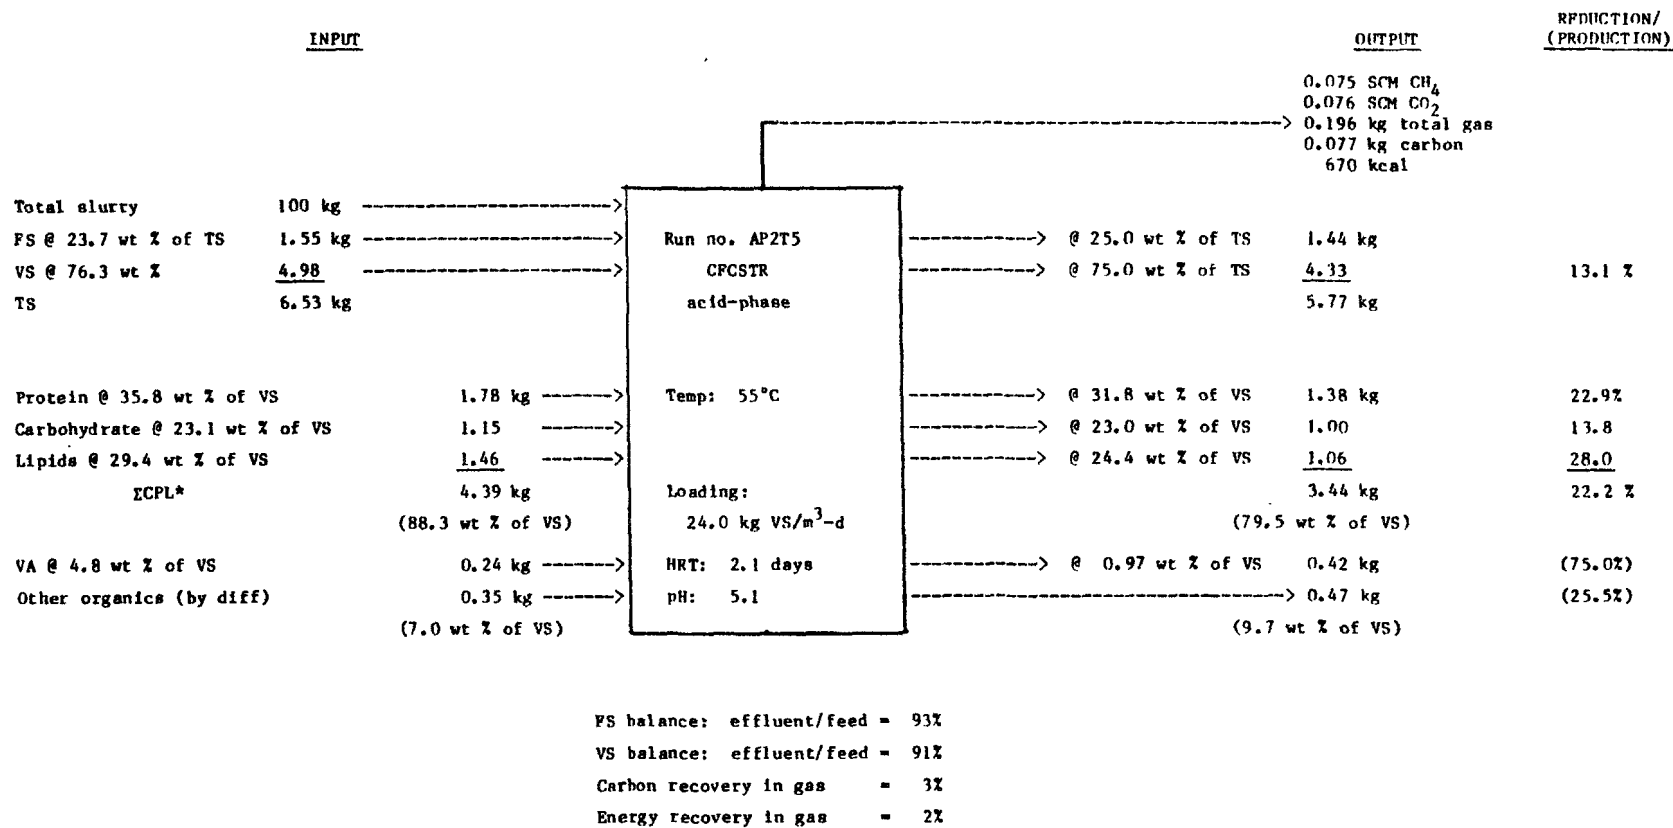 INPUT OUTPUT REDUCTION/
(PRODUCTION)
0.075 SCM CH4
0.076 SCM CO2
0.196 kg total gas
0.077 kg carbon
670 kcal
Total slurry 100 kg
FS @ 23.7 wt % of TS 1.55 kg Run no. AP2T5 @ 25.0 wt % of TS 1.44 kg
VS @ 76.3 wt % 4.98 CFCSTR @ 75.0 wt % of TS 4.33 13.1 %
TS 6.53 kg acid-phase 5.77 kg
Protein @ 35.8 wt % of VS 1.78 kg Temp: 55°C @ 31.8 wt % of VS 1.38 kg 22.9%
Carbohydrate @ 23.1 wt % of VS 1.15 @ 23.0 wt % of VS 1.00 13.8
Lipids @ 29.4 wt % of VS 1.46 @ 24.4 wt % of VS 1.06 28.0
ΣCPL* 4.39 kg Loading: 3.44 kg 22.2 %
(88.3 wt % of VS) 24.0 kg VS/m3-d (79.5 wt % of VS)
VA @ 4.8 wt % of VS 0.24 kg HRT: 2.1 days @ 0.97 wt % of VS 0.42 kg (75.0%)
Other organics (by diff) 0.35 kg pH: 5.1 0.47 kg (25.5%)
(7.0 wt % of VS) (9.7 wt % of VS)
FS balance: effluent/feed = 93%
VS balance: effluent/feed = 91%
Carbon recovery in gas = 3%
Energy recovery in gas = 2%